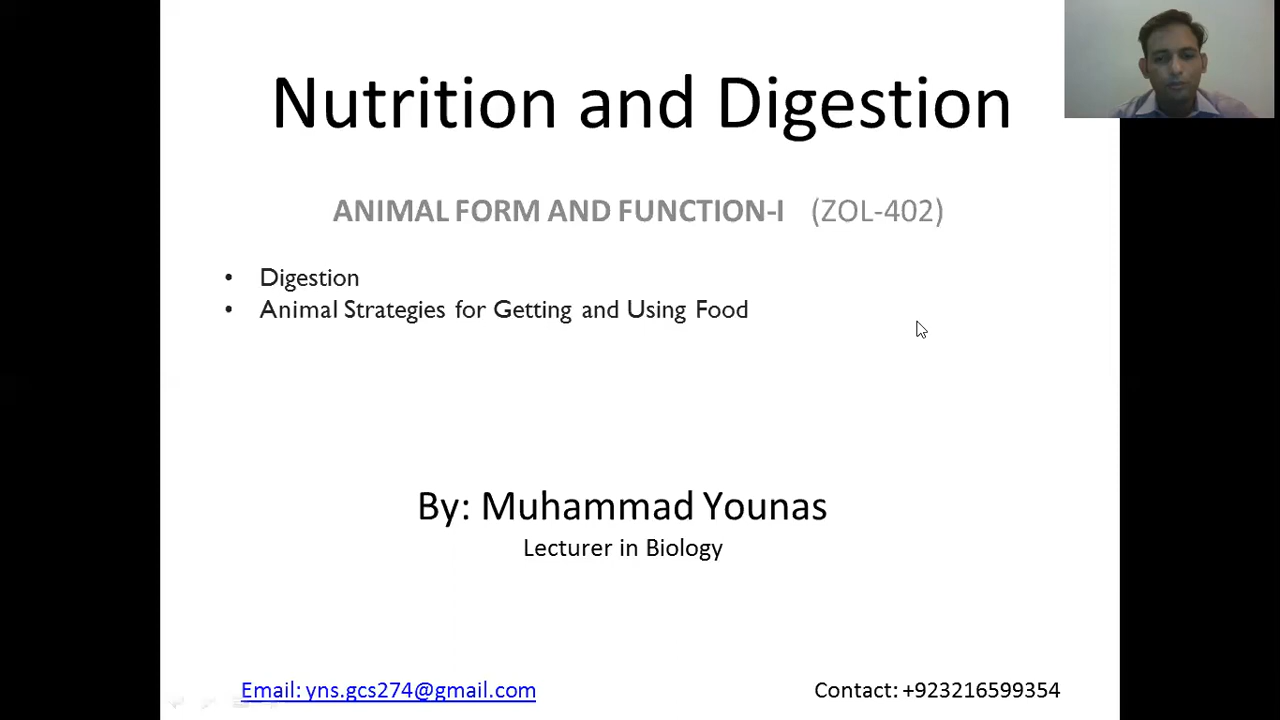 Nutrition and Digestion
ANIMAL FORM AND FUNCTION-I (ZOL-402)
• Digestion
• Animal Strategies for Getting and Using Food
By: Muhammad Younas
Lecturer in Biology
Email: yns.gcs274@gmail.com Contact: +923216599354